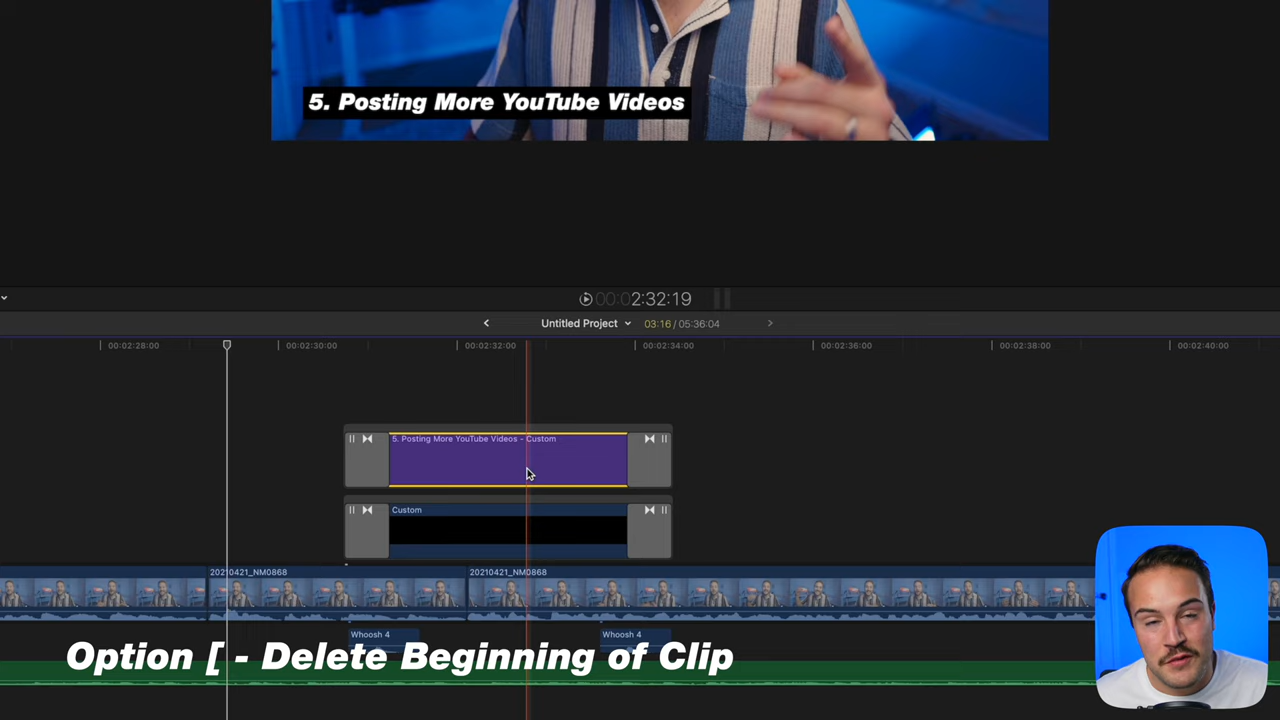 5. Posting More YouTube Videos
00:02:32:19
Untitled Project
03:16 / 05:36:04
00:02:28:00
00:02:30:00
00:02:32:00
00:02:34:00
00:02:36:00
00:02:38:00
00:02:40:00
5. Posting More YouTube Videos - Custom
Custom
20210421_NM0868
20210421_NM0868
Whoosh 4
Whoosh 4
Option [ - Delete Beginning of Clip